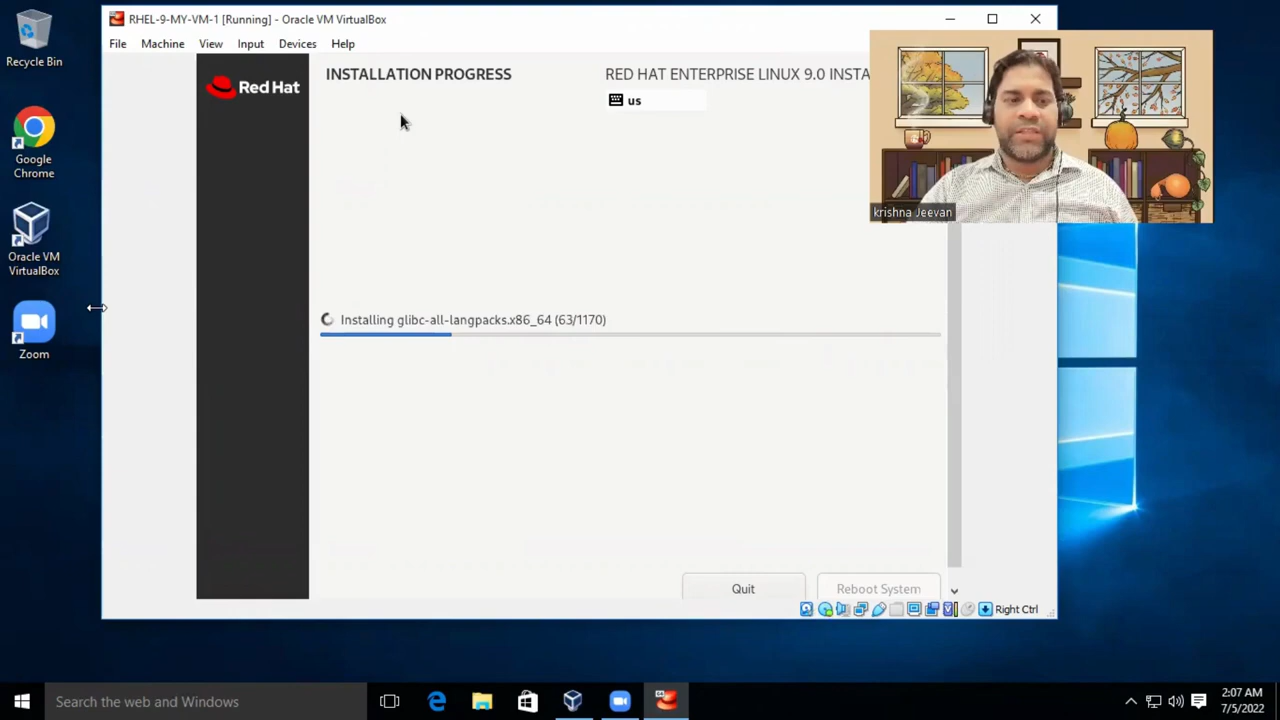 Recycle Bin
Google Chrome
Oracle VM VirtualBox
Zoom
RHEL-9-MY-VM-1 [Running] - Oracle VM VirtualBox
File Machine View Input Devices Help
Red Hat
INSTALLATION PROGRESS
RED HAT ENTERPRISE LINUX 9.0 INSTA
us
krishna Jeevan
Installing glibc-all-langpacks.x86_64 (63/1170)
Quit
Reboot System
Right Ctrl
Search the web and Windows
2:07 AM
7/5/2022